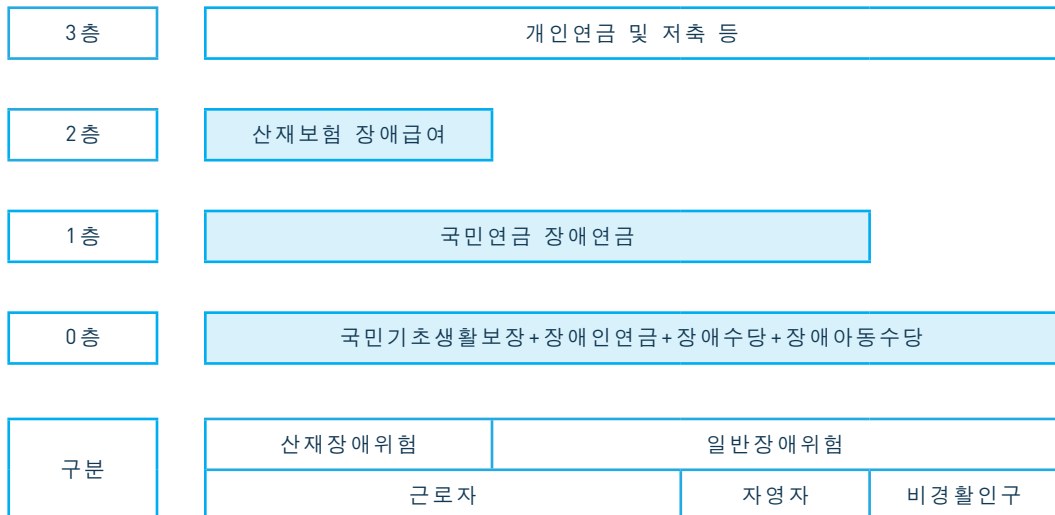 3층 개인연금 및 저축 등
2층 산재보험 장애급여
1층 국민연금 장애연금
0층 국민기초생활보장+장애인연금+장애수당+장애아동수당
구분 산재장애위험 일반장애위험
근로자 자영자 비경활인구